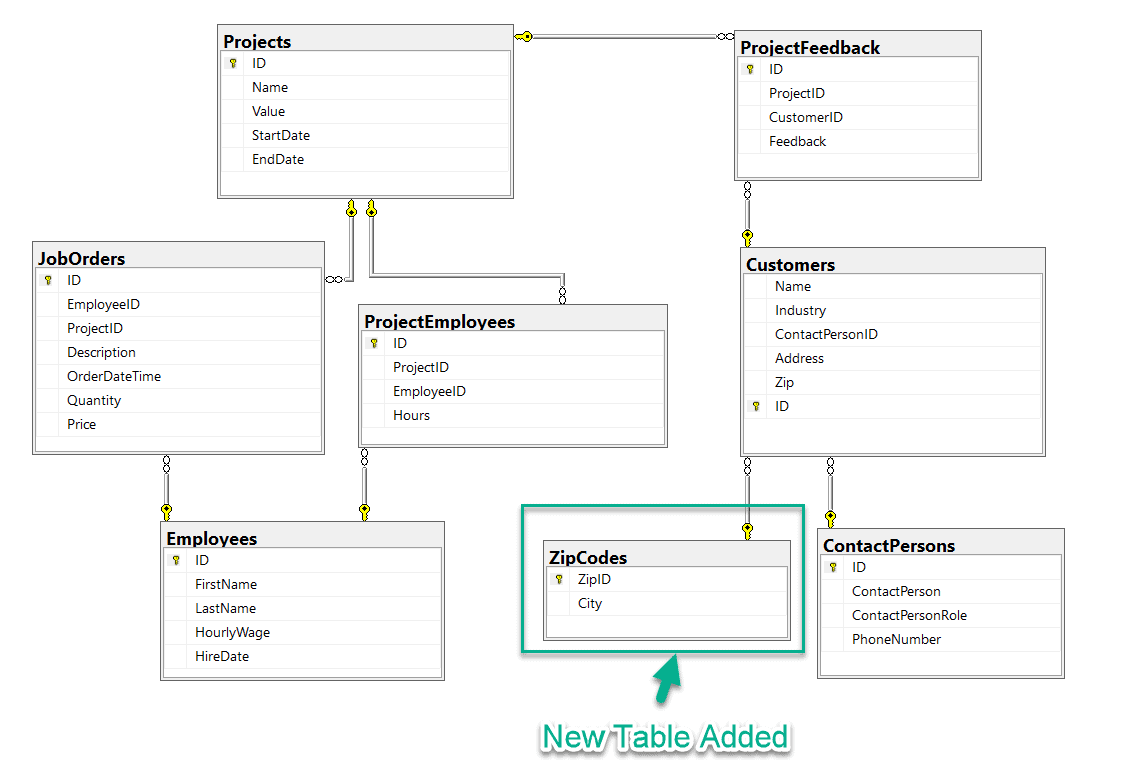 Projects
ID
Name
Value
StartDate
EndDate
ProjectFeedback
ID
ProjectID
CustomerID
Feedback
JobOrders
ID
EmployeeID
ProjectID
Description
OrderDateTime
Quantity
Price
ProjectEmployees
ID
ProjectID
EmployeeID
Hours
Customers
Name
Industry
ContactPersonID
Address
Zip
ID
Employees
ID
FirstName
LastName
HourlyWage
HireDate
ZipCodes
ZipID
City
ContactPersons
ID
ContactPerson
ContactPersonRole
PhoneNumber
New Table Added